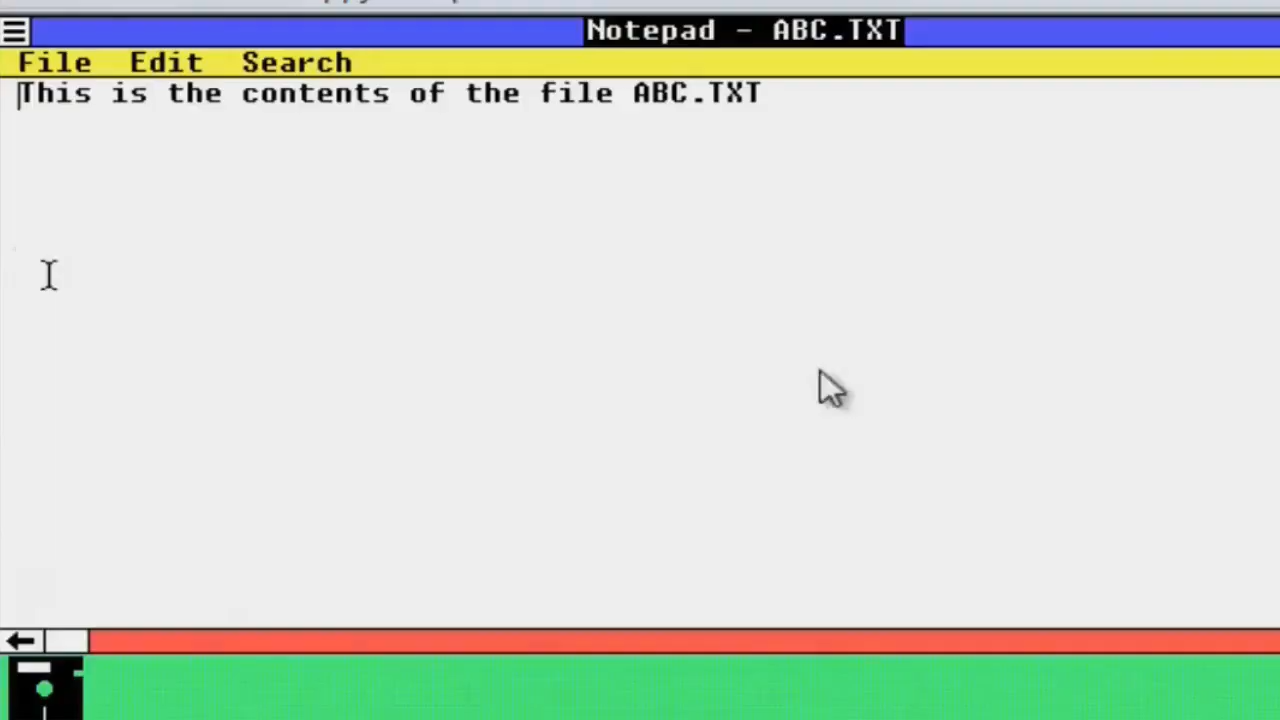 Notepad - ABC.TXT
File Edit Search
This is the contents of the file ABC.TXT